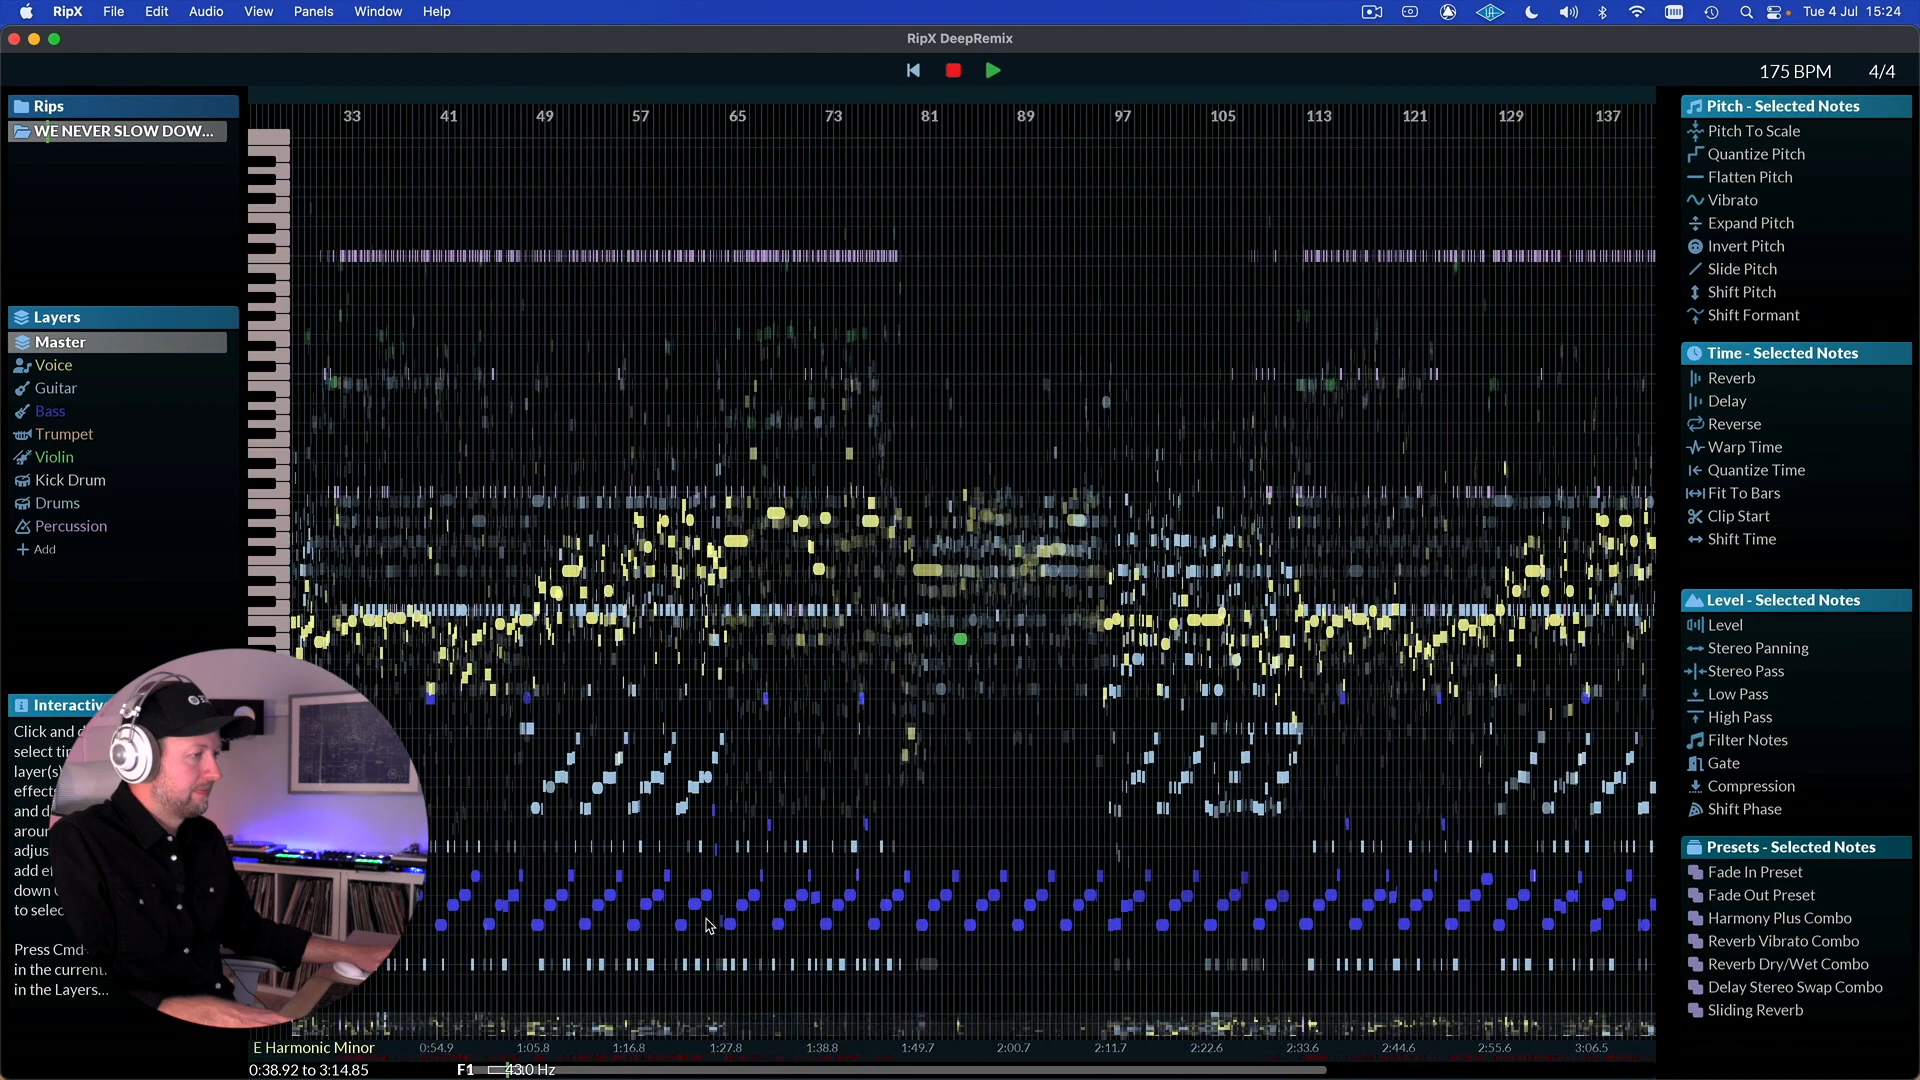 RipX File Edit Audio View Panels Window Help
Tue 4 Jul 15:24
RipX DeepRemix
175 BPM 4/4
Rips
WE NEVER SLOW DOW...
33 41 49 57 65 73 81 89 97 105 113 121 129 137
Layers
Master
Voice
Guitar
Bass
Trumpet
Violin
Kick Drum
Drums
Percussion
Add
Interactiv
Click and
select
layer(s)
effects
and
arou
adjus
add
down
to selec
Press Cmd
in the current
in the Layers...
E Harmonic Minor
0:54.9 1:05.8 1:16.8 1:27.8 1:38.8 1:49.7 2:00.7 2:11.7 2:22.6 2:33.6 2:44.6 2:55.6 3:06.5
0:38.92 to 3:14.85
F1 43.0 Hz
Pitch - Selected Notes
Pitch To Scale
Quantize Pitch
Flatten Pitch
Vibrato
Expand Pitch
Invert Pitch
Slide Pitch
Shift Pitch
Shift Formant
Time - Selected Notes
Reverb
Delay
Reverse
Warp Time
Quantize Time
Fit To Bars
Clip Start
Shift Time
Level - Selected Notes
Level
Stereo Panning
Stereo Pass
Low Pass
High Pass
Filter Notes
Gate
Compression
Shift Phase
Presets - Selected Notes
Fade In Preset
Fade Out Preset
Harmony Plus Combo
Reverb Vibrato Combo
Reverb Dry/Wet Combo
Delay Stereo Swap Combo
Sliding Reverb